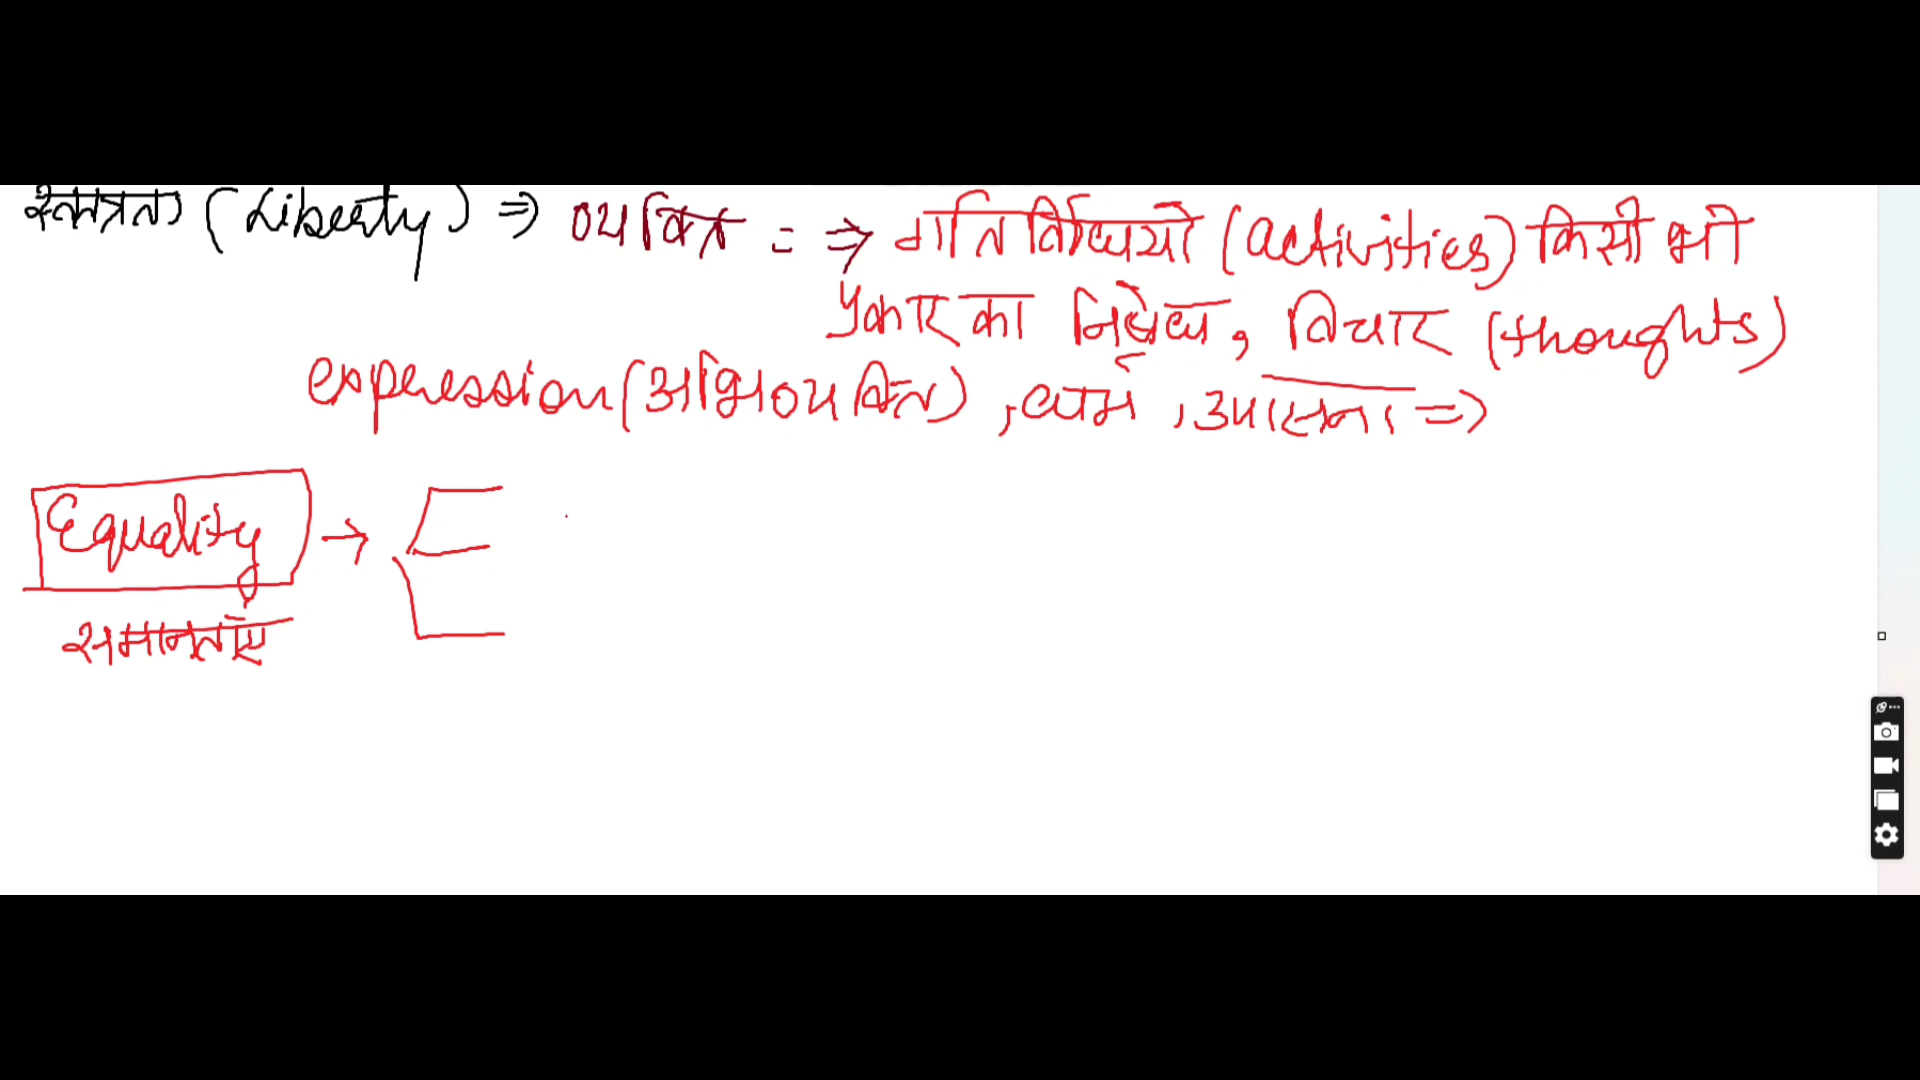 स्वतंत्रता (Liberty) ⇒ व्यक्ति = ⇒ गतिविधियों (activities) किसी भी
प्रकार का निषेध, विचार (thoughts)
expression (अभिव्यक्ति), धर्म, उपासना ⇒
Equality →
समानताएँ